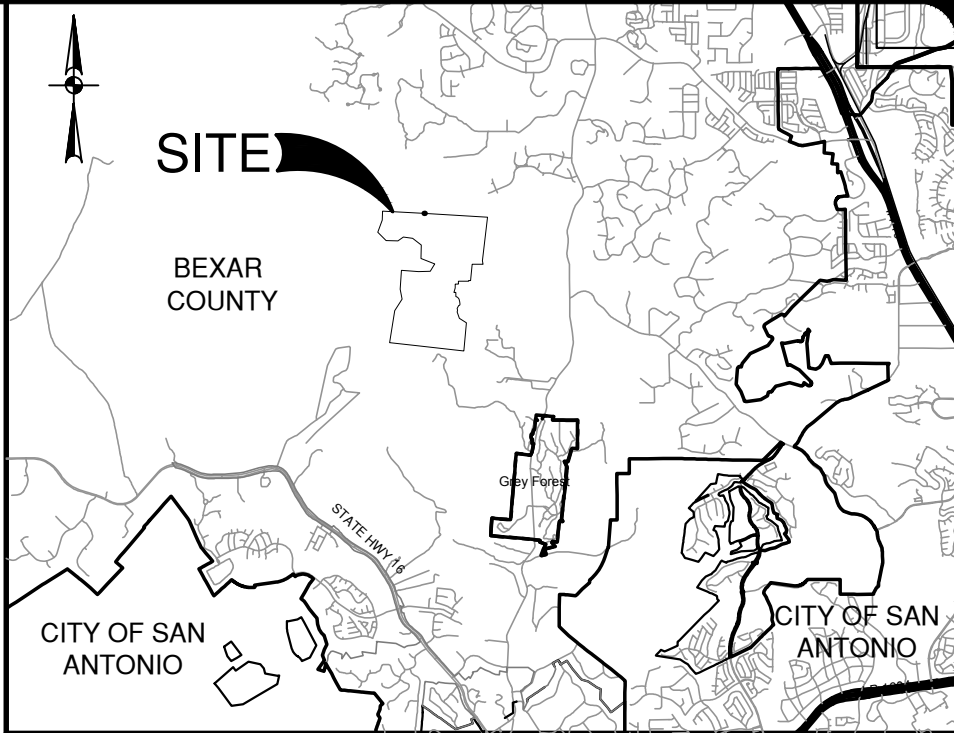 SITE
BEXAR
COUNTY
Grey Forest
STATE HWY 16
CITY OF SAN
ANTONIO
CITY OF SAN
ANTONIO